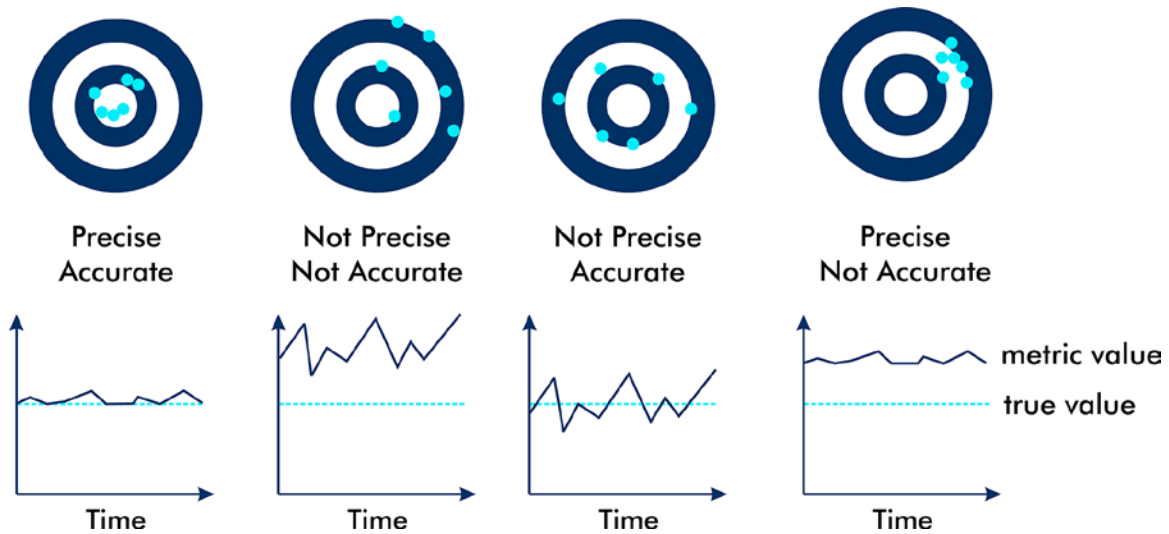 Precise
Accurate
Not Precise
Not Accurate
Not Precise
Accurate
Precise
Not Accurate
metric value
true value
Time
Time
Time
Time